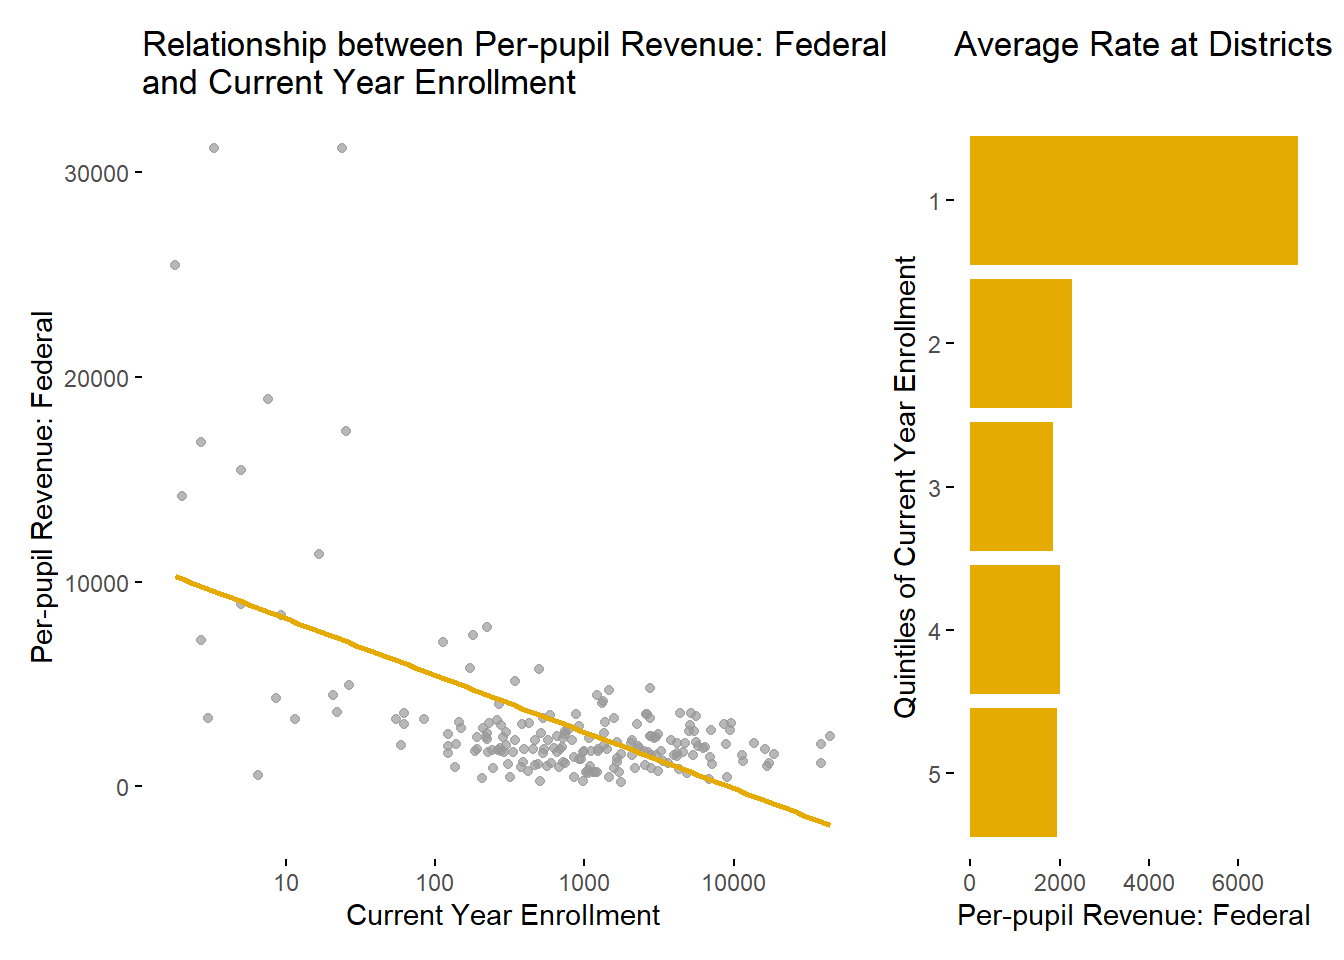 Relationship between Per-pupil Revenue: Federal
and Current Year Enrollment
Per-pupil Revenue: Federal
30000
20000
10000
0
10
100
1000
10000
Current Year Enrollment
Average Rate at Districts
Quintiles of Current Year Enrollment
1
2
3
4
5
0
2000
4000
6000
Per-pupil Revenue: Federal